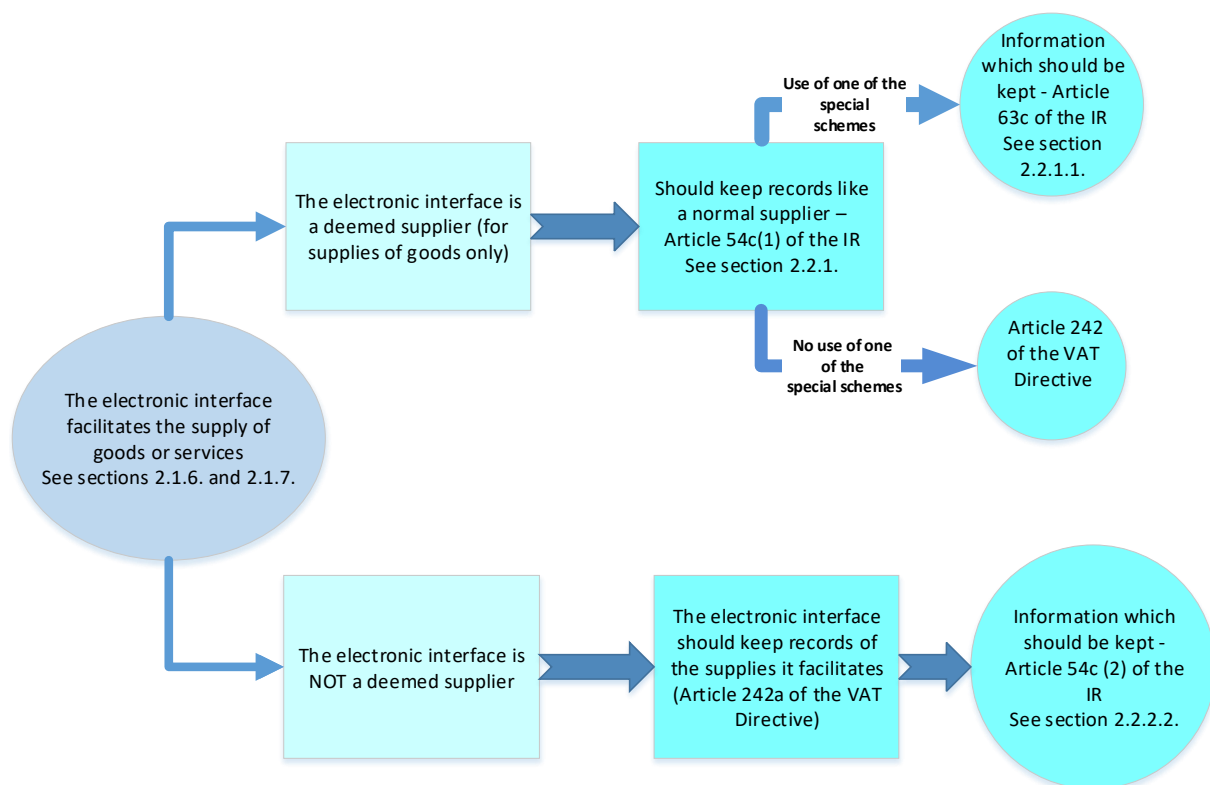 The electronic interface
facilitates the supply of
goods or services
See sections 2.1.6. and 2.1.7.
The electronic interface is
a deemed supplier (for
supplies of goods only)
Should keep records like
a normal supplier –
Article 54c(1) of the IR
See section 2.2.1.
Use of one of the
special
schemes
Information
which should be
kept - Article
63c of the IR
See section
2.2.1.1.
No use of one
of the
special schemes
Article 242
of the VAT
Directive
The electronic interface is
NOT a deemed supplier
The electronic interface
should keep records of
the supplies it facilitates
(Article 242a of the VAT
Directive)
Information which
should be kept -
Article 54c (2) of the
IR
See section 2.2.2.2.